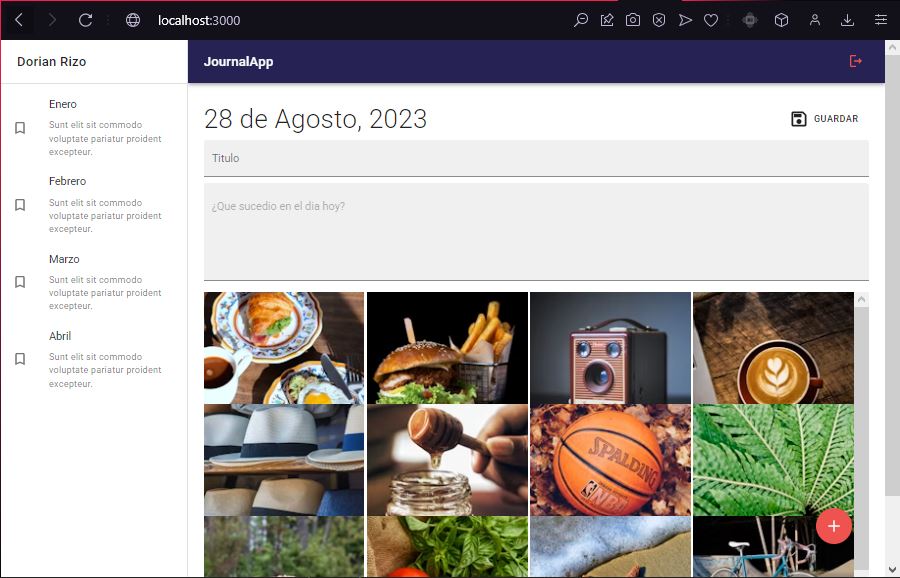 localhost:3000
Dorian Rizo
JournalApp
Enero
Sunt elit sit commodo
voluptate pariatur proident
excepteur.
Febrero
Sunt elit sit commodo
voluptate pariatur proident
excepteur.
Marzo
Sunt elit sit commodo
voluptate pariatur proident
excepteur.
Abril
Sunt elit sit commodo
voluptate pariatur proident
excepteur.
28 de Agosto, 2023
GUARDAR
Titulo
¿Que sucedio en el dia hoy?
SPALDING
NBA